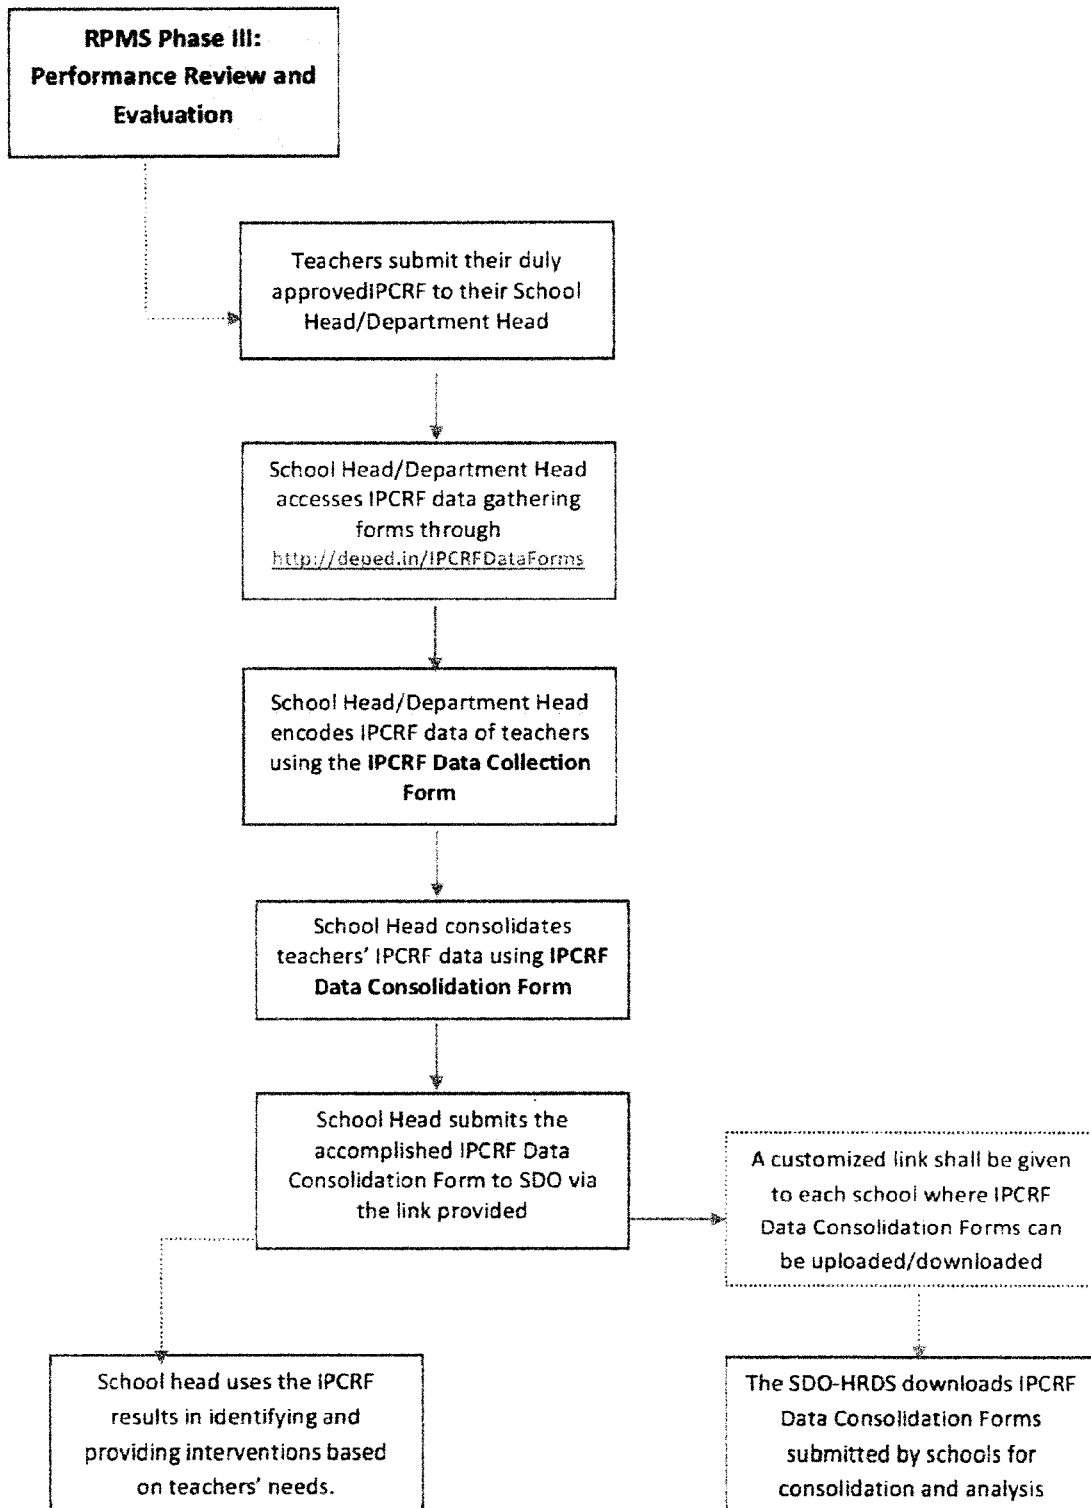 RPMS Phase III:
Performance Review and
Evaluation
Teachers submit their duly
approvedIPCRF to their School
Head/Department Head
School Head/Department Head
accesses IPCRF data gathering
forms through
http://deped.in/IPCRFDataForms
School Head/Department Head
encodes IPCRF data of teachers
using the IPCRF Data Collection
Form
School Head consolidates
teachers' IPCRF data using IPCRF
Data Consolidation Form
School Head submits the
accomplished IPCRF Data
Consolidation Form to SDO via
the link provided
A customized link shall be given
to each school where IPCRF
Data Consolidation Forms can
be uploaded/downloaded
School head uses the IPCRF
results in identifying and
providing interventions based
on teachers' needs.
The SDO-HRDS downloads IPCRF
Data Consolidation Forms
submitted by schools for
consolidation and analysis